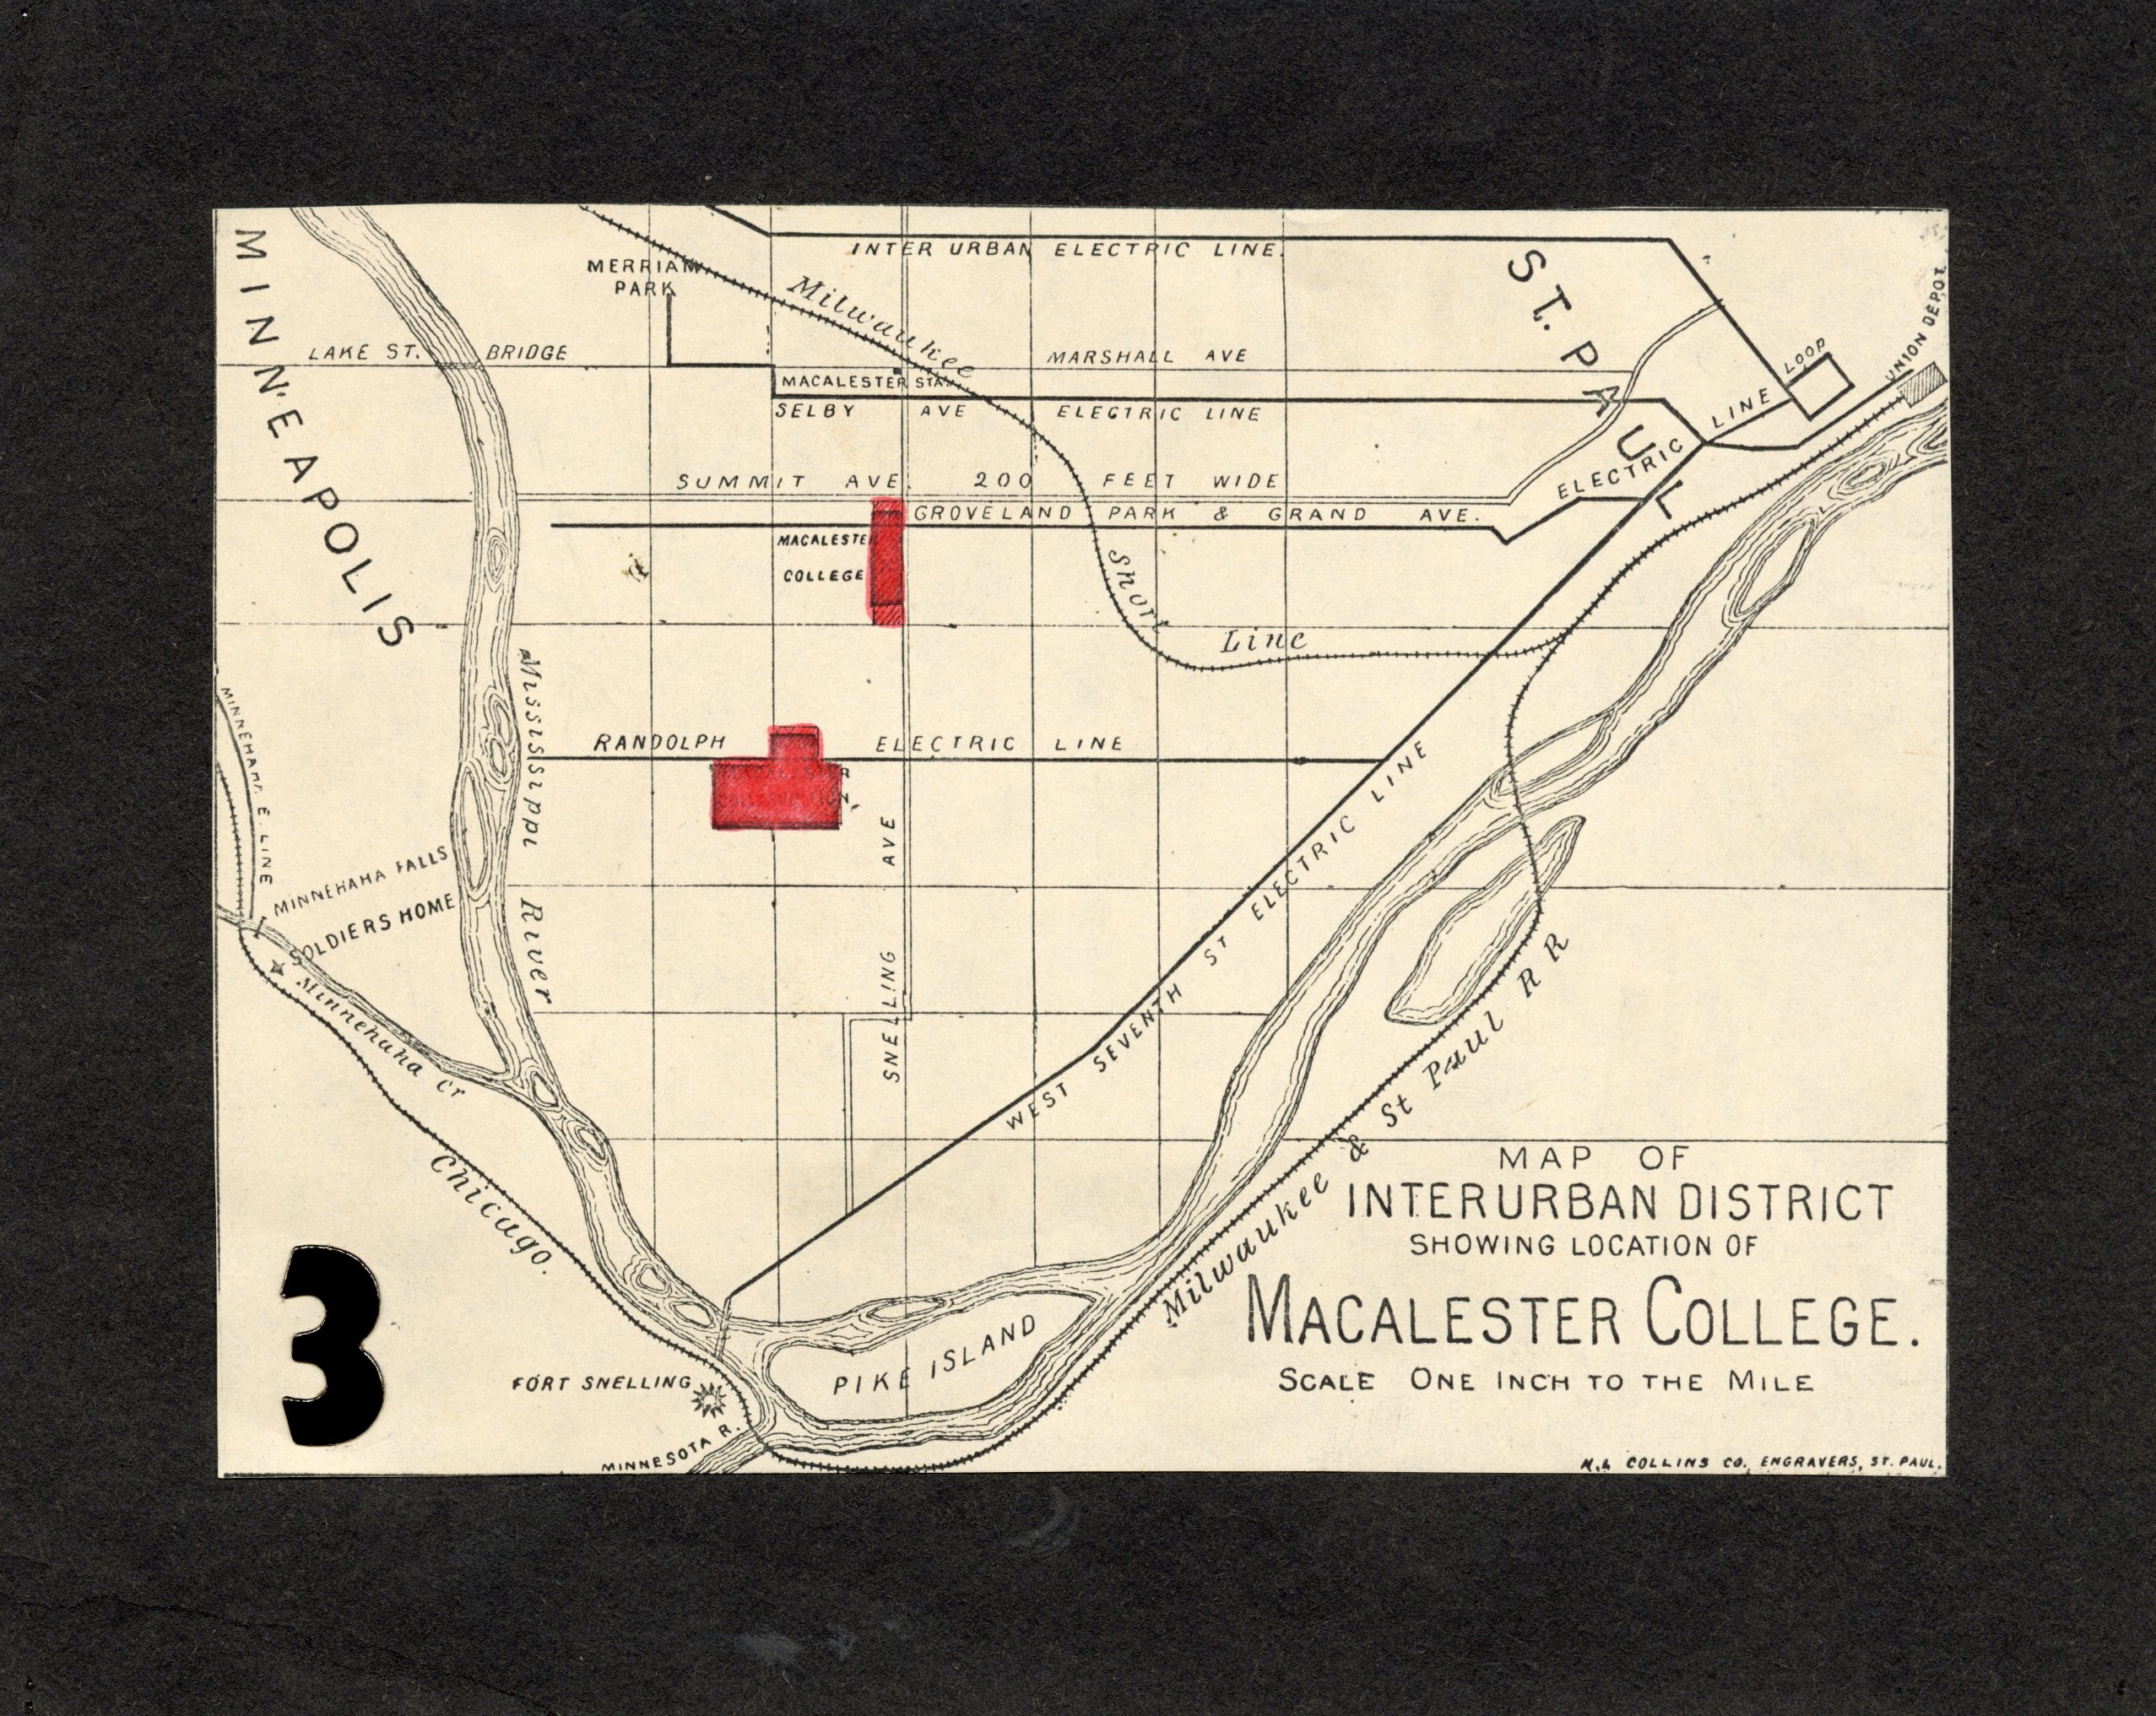 MINNEAPOLIS
ST. PAUL
INTER URBAN ELECTRIC LINE.
MERRIAM
PARK
Milwaukee
LAKE ST. BRIDGE
MARSHALL AVE
MACALESTER STA.
SELBY AVE ELECTRIC LINE
LOOP
UNION DEPOT
ELECTRIC LINE
SUMMIT AVE. 200 FEET WIDE
GROVELAND PARK & GRAND AVE.
MACALESTER
COLLEGE
Short
Line
Mississippi River
RANDOLPH ELECTRIC LINE
MINNEHAHA E. LINE
SNELLING AVE
MINNEHAHA FALLS
SOLDIERS HOME
Minnehaha Cr
WEST SEVENTH ST ELECTRIC LINE
Chicago.
Milwaukee & St Paul R R
PIKE ISLAND
FORT SNELLING
MINNESOTA R.
MAP OF
INTERURBAN DISTRICT
SHOWING LOCATION OF
MACALESTER COLLEGE.
SCALE ONE INCH TO THE MILE
COLLINS CO, ENGRAVERS, ST. PAUL.
3